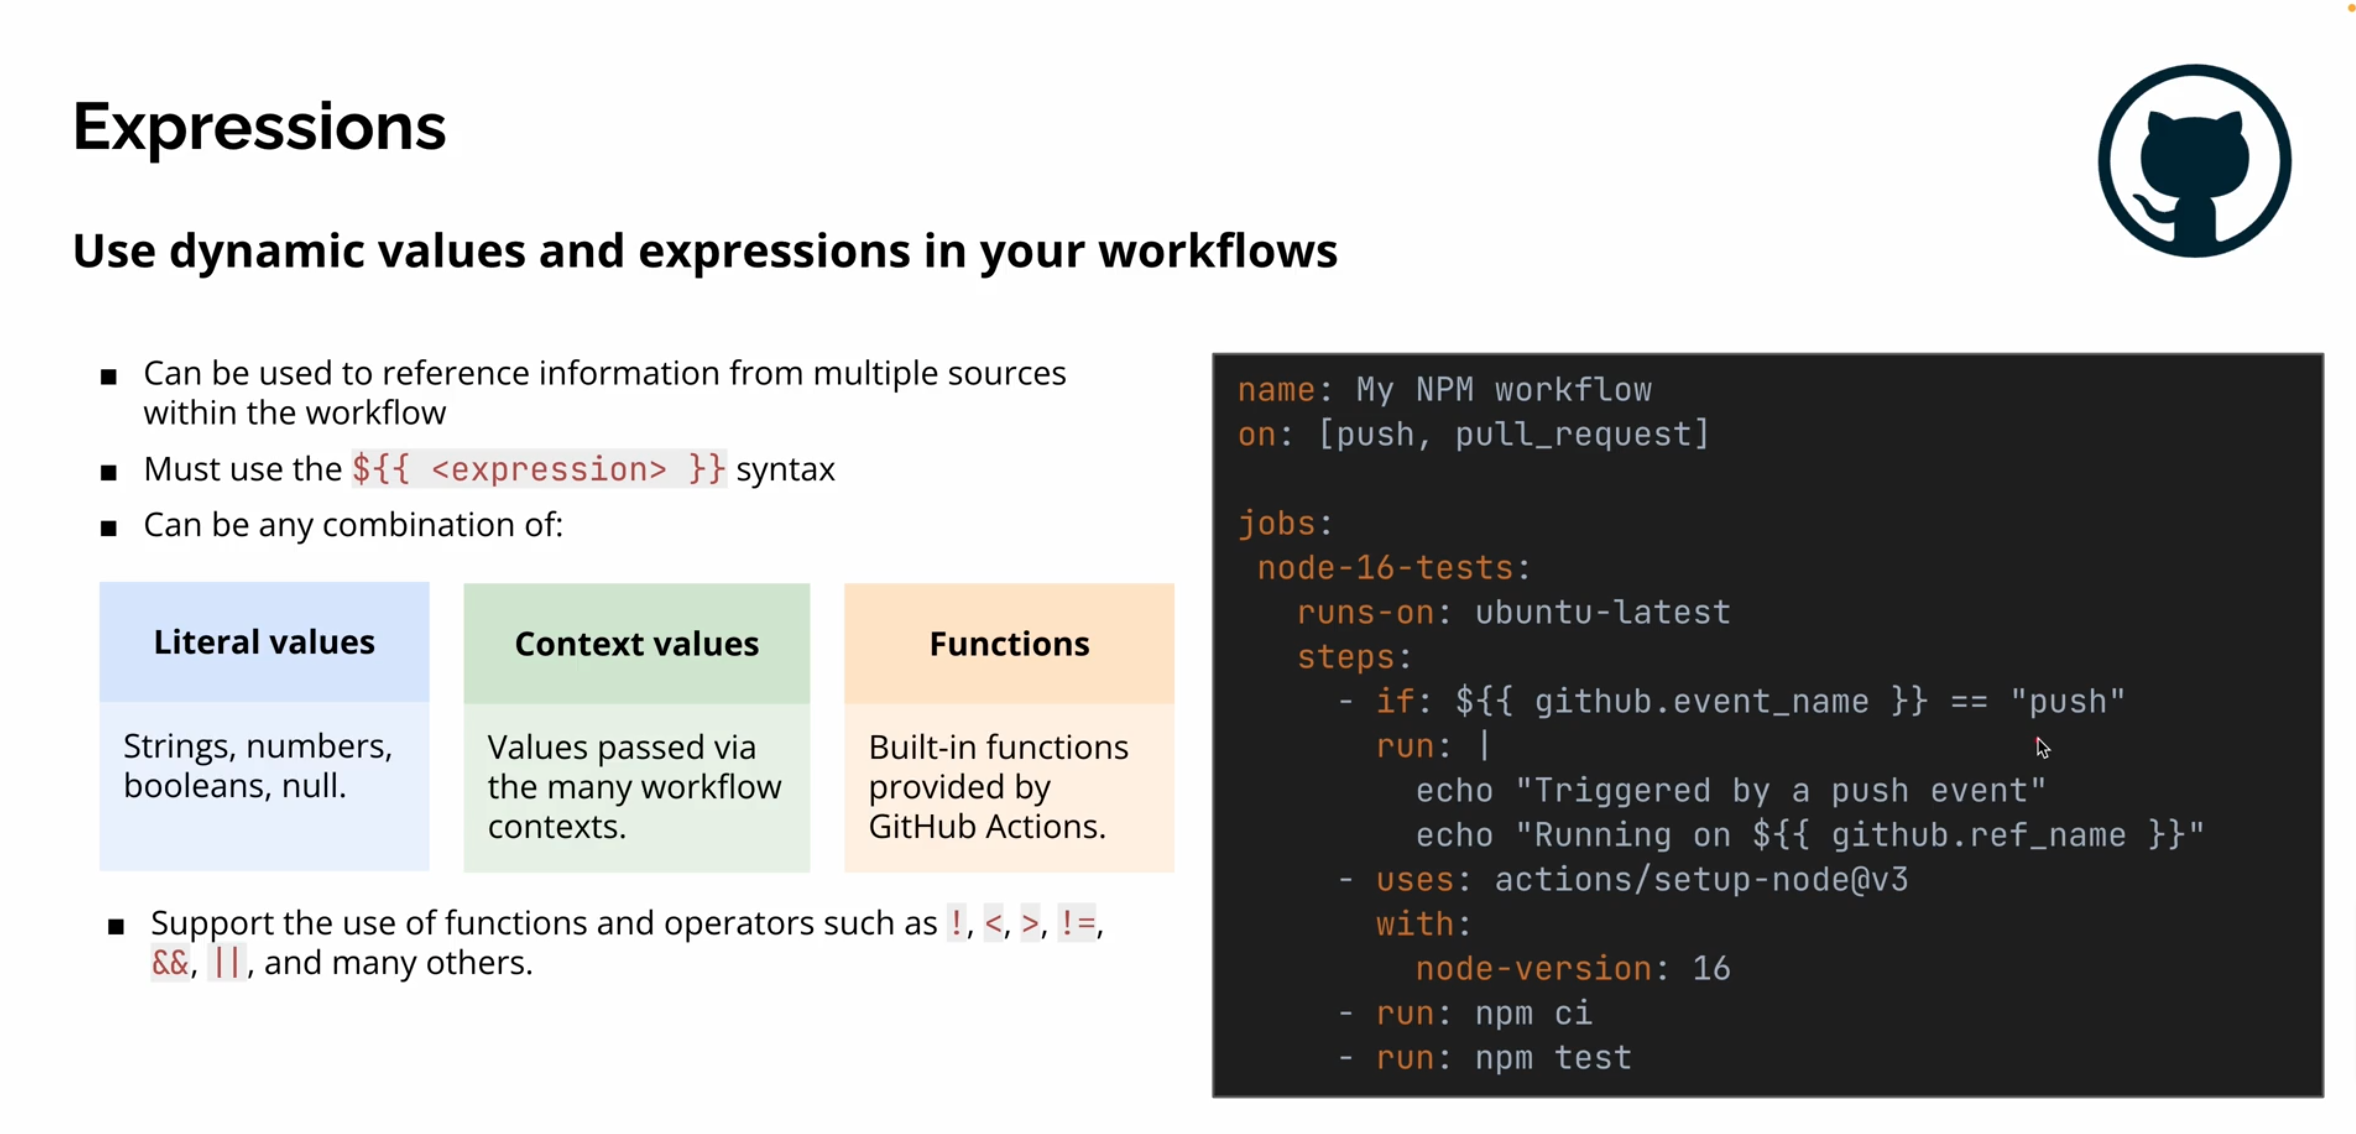 Expressions
Use dynamic values and expressions in your workflows
▪ Can be used to reference information from multiple sources
within the workflow
▪ Must use the ${{ <expression> }} syntax
▪ Can be any combination of:
Literal values
Strings, numbers,
booleans, null.
Context values
Values passed via
the many workflow
contexts.
Functions
Built-in functions
provided by
GitHub Actions.
▪ Support the use of functions and operators such as !, <, >, !=,
&&, ||, and many others.
name: My NPM workflow
on: [push, pull_request]
jobs:
 node-16-tests:
   runs-on: ubuntu-latest
   steps:
     - if: ${{ github.event_name }} == "push"
       run: |
         echo "Triggered by a push event"
         echo "Running on ${{ github.ref_name }}"
     - uses: actions/setup-node@v3
       with:
         node-version: 16
     - run: npm ci
     - run: npm test